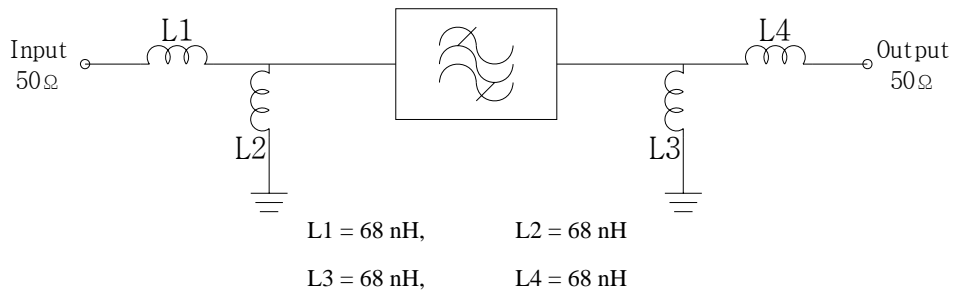 L1
L4
Input
50Ω
Output
50Ω
L2
L3
L1 = 68 nH, L2 = 68 nH
L3 = 68 nH, L4 = 68 nH